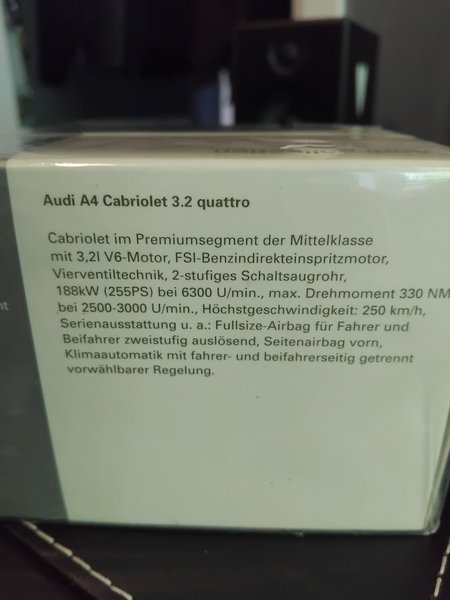 Audi A4 Cabriolet 3.2 quattro
Cabriolet im Premiumsegment der Mittelklasse
mit 3,2l V6-Motor, FSI-Benzindirekteinspritzmotor,
Vierventiltechnik, 2-stufiges Schaltsaugrohr,
188kW (255PS) bei 6300 U/min., max. Drehmoment 330 NM
bei 2500-3000 U/min., Höchstgeschwindigkeit: 250 km/h,
Serienausstattung u. a.: Fullsize-Airbag für Fahrer und
Beifahrer zweistufig auslösend, Seitenairbag vorn,
Klimaautomatik mit fahrer- und beifahrerseitig getrennt
vorwählbarer Regelung.